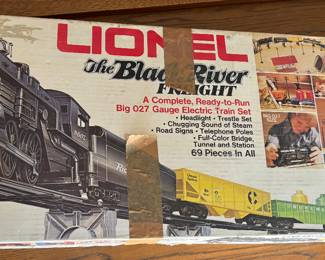 LIONEL
The Black River
FREIGHT
A Complete, Ready-to-Run
Big 027 Gauge Electric Train Set
• Headlight • Trestle Set
• Chugging Sound of Steam
• Road Signs • Telephone Poles
• Full-Color Bridge,
Tunnel and Station
69 Pieces In All